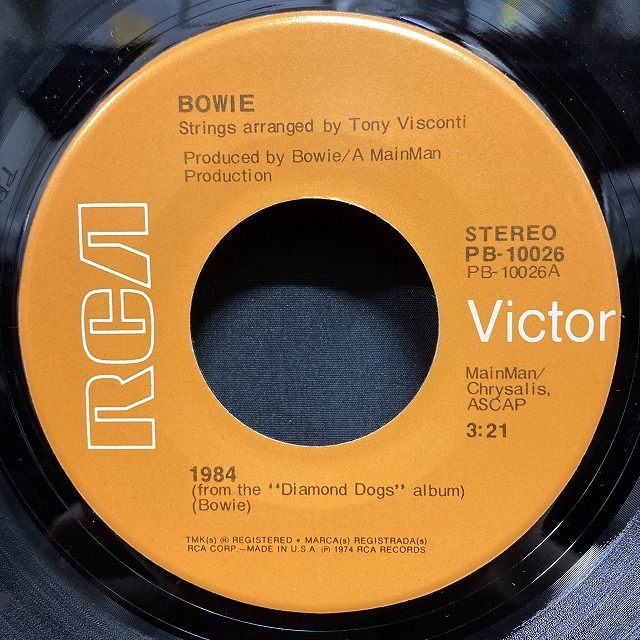 BOWIE
Strings arranged by Tony Visconti
Produced by Bowie/A MainMan
Production
RCA
STEREO
PB-10026
PB-10026A
Victor
MainMan/
Chrysalis,
ASCAP
3:21
1984
(from the "Diamond Dogs" album)
(Bowie)
TMK(s) ® REGISTERED • MARCA(s) REGISTRADA(s)
RCA CORP.—MADE IN U.S.A. ℗ 1974 RCA RECORDS